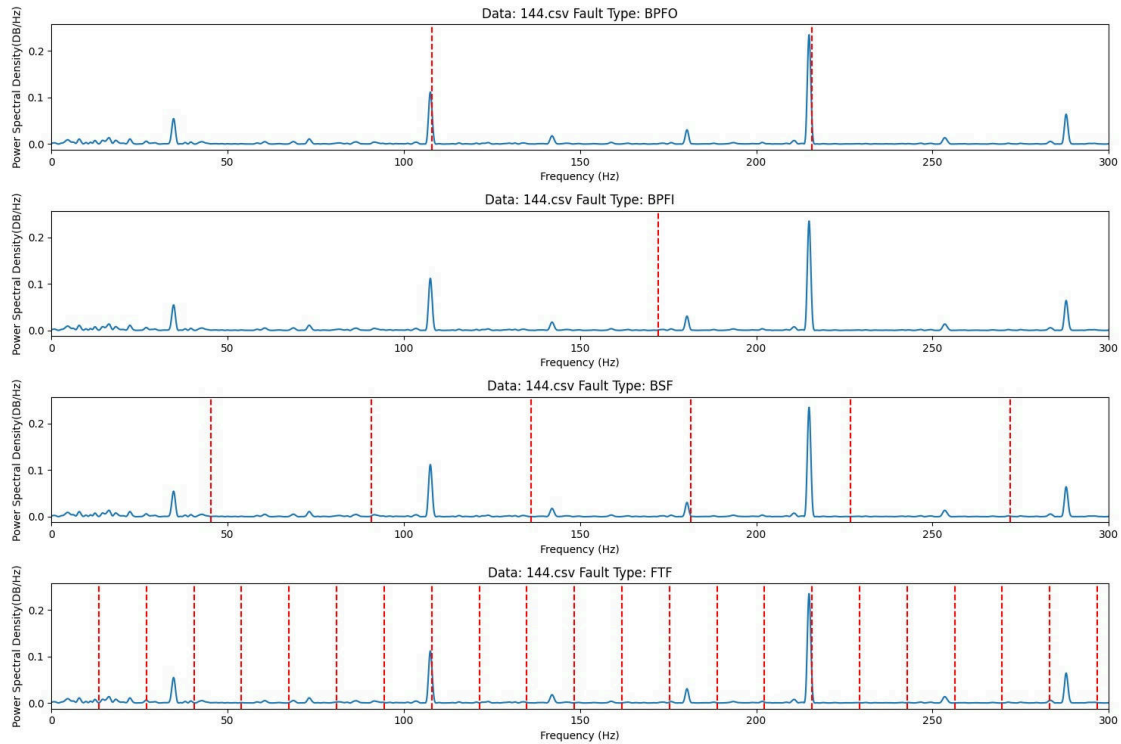 Data: 144.csv Fault Type: BPFO
Power Spectral Density(DB/Hz)
0.2
0.1
0.0
0 50 100 150 200 250 300
Frequency (Hz)
Data: 144.csv Fault Type: BPFI
Power Spectral Density(DB/Hz)
0.2
0.1
0.0
0 50 100 150 200 250 300
Frequency (Hz)
Data: 144.csv Fault Type: BSF
Power Spectral Density(DB/Hz)
0.2
0.1
0.0
0 50 100 150 200 250 300
Frequency (Hz)
Data: 144.csv Fault Type: FTF
Power Spectral Density(DB/Hz)
0.2
0.1
0.0
0 50 100 150 200 250 300
Frequency (Hz)